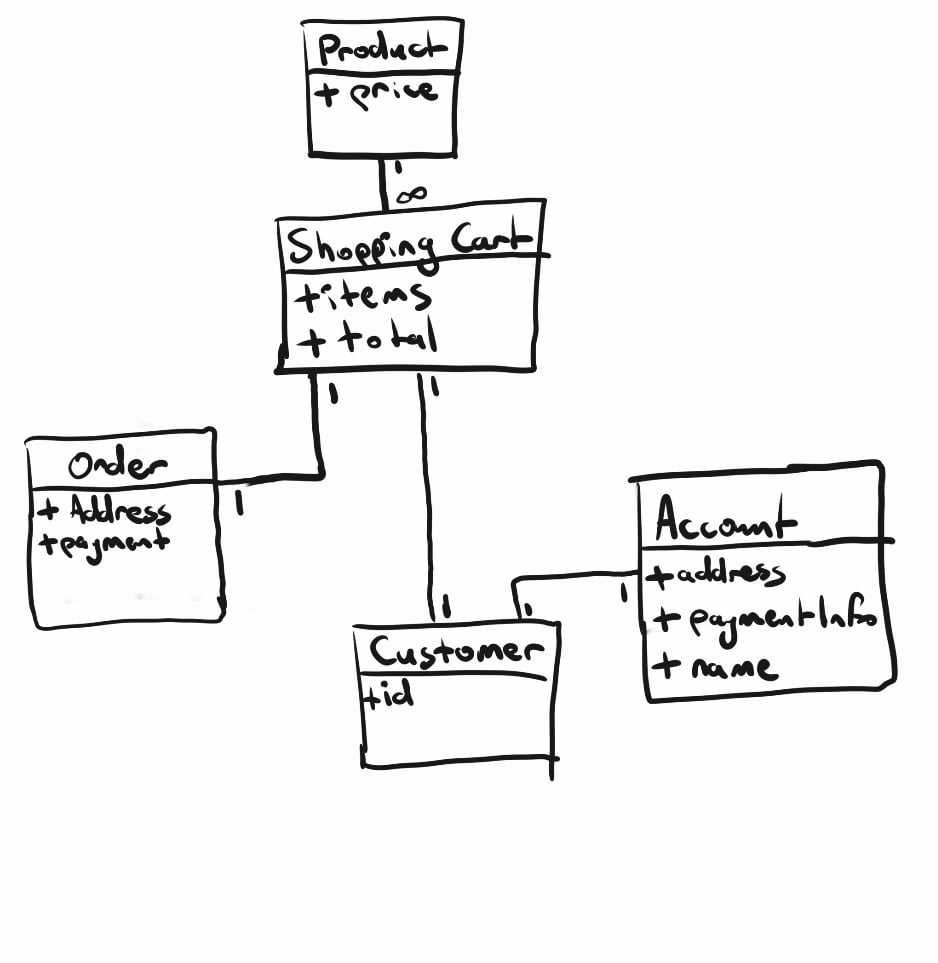 Product
+ price
1
∞
Shopping Cart
+items
+ total
1
1
Order
+ Address
+payment
1
Account
+address
+ paymentInfo
+ name
1
1
1
Customer
+id